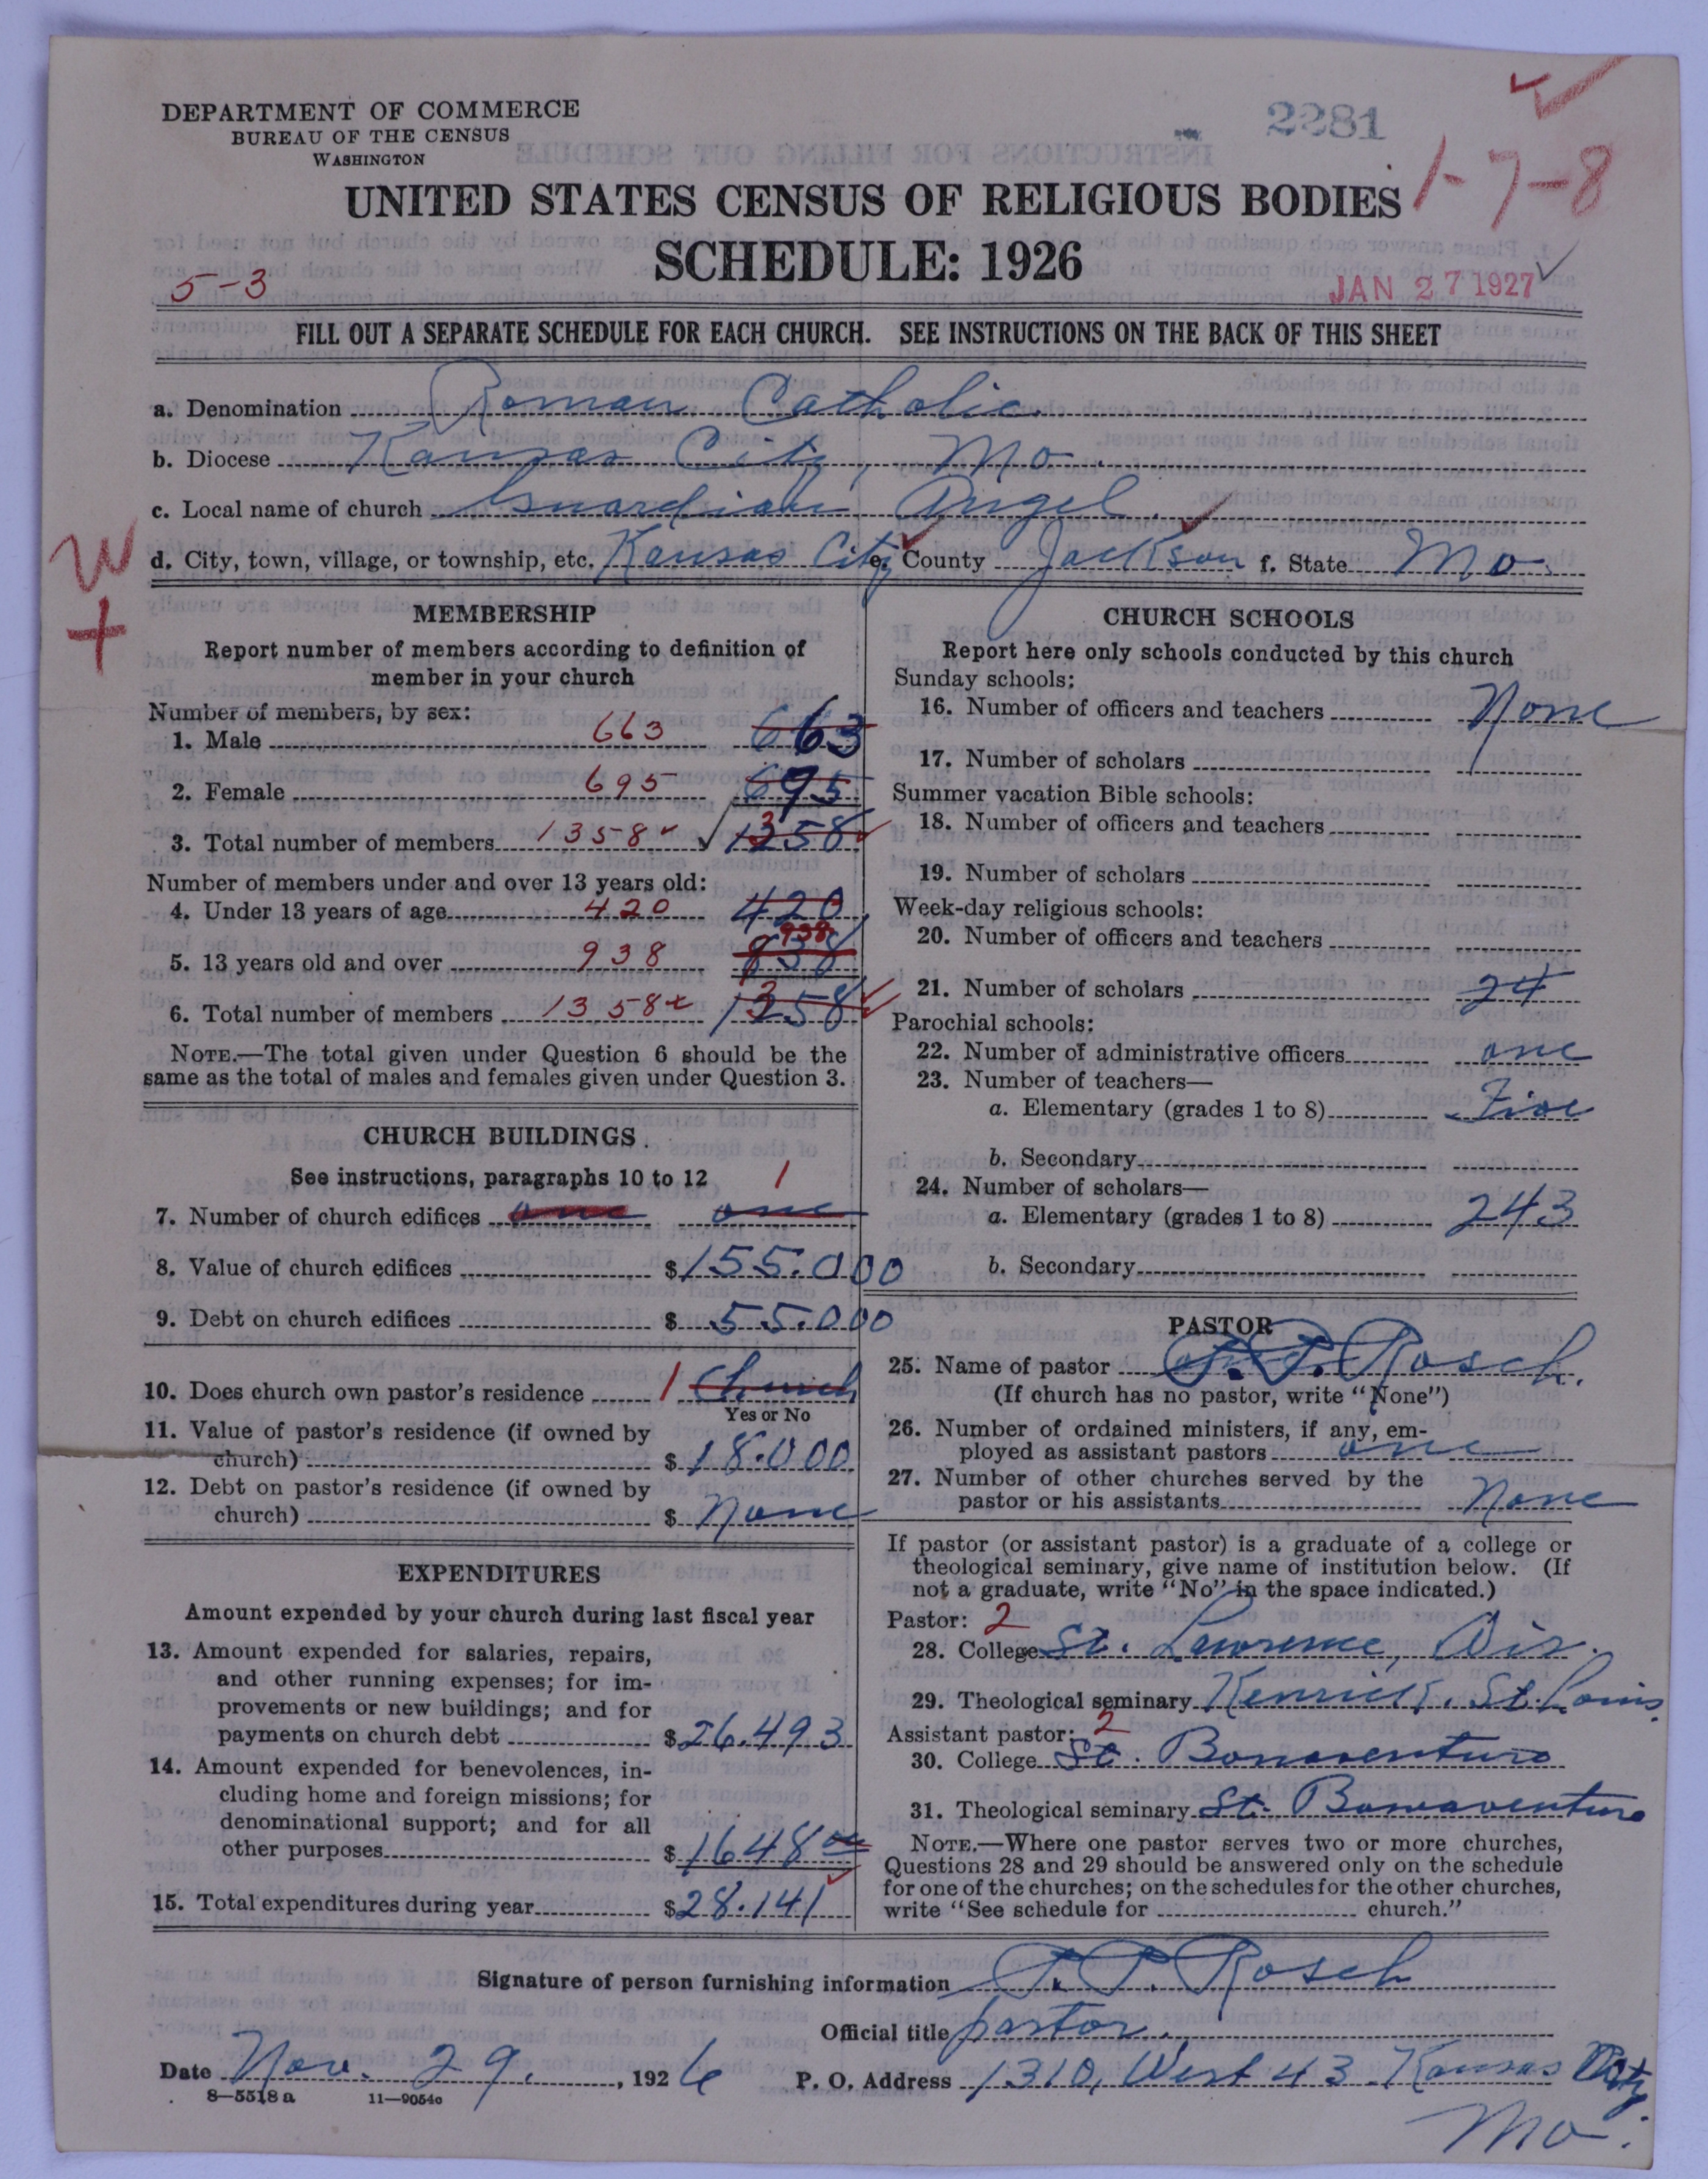 DEPARTMENT OF COMMERCE
BUREAU OF THE CENSUS
WASHINGTON
2281
1-7-8
UNITED STATES CENSUS OF RELIGIOUS BODIES
SCHEDULE: 1926
5-3
JAN 27 1927
FILL OUT A SEPARATE SCHEDULE FOR EACH CHURCH. SEE INSTRUCTIONS ON THE BACK OF THIS SHEET
a. Denomination Roman Catholic
b. Diocese Kansas City, Mo.
c. Local name of church Guardian Angel.
d. City, town, village, or township, etc. Kansas City e. County Jackson f. State Mo.
W
+
MEMBERSHIP
Report number of members according to definition of
member in your church
Number of members, by sex:
1. Male 663 663
2. Female 695 695
3. Total number of members 1358 1358
Number of members under and over 13 years old:
4. Under 13 years of age 420 420
5. 13 years old and over 938 938 838
6. Total number of members 1358 1358
NOTE.—The total given under Question 6 should be the
same as the total of males and females given under Question 3.
CHURCH BUILDINGS
See instructions, paragraphs 10 to 12 1
7. Number of church edifices one one
8. Value of church edifices $155.000
9. Debt on church edifices $55.000
10. Does church own pastor's residence 1 Church
Yes or No
11. Value of pastor's residence (if owned by
church) $18.000
12. Debt on pastor's residence (if owned by
church) $None
EXPENDITURES
Amount expended by your church during last fiscal year
13. Amount expended for salaries, repairs,
and other running expenses; for im-
provements or new buildings; and for
payments on church debt $26.493
14. Amount expended for benevolences, in-
cluding home and foreign missions; for
denominational support; and for all
other purposes $1648 00
15. Total expenditures during year $28.141
CHURCH SCHOOLS
Report here only schools conducted by this church
Sunday schools:
16. Number of officers and teachers None
17. Number of scholars
Summer vacation Bible schools:
18. Number of officers and teachers
19. Number of scholars
Week-day religious schools:
20. Number of officers and teachers
21. Number of scholars 24
Parochial schools:
22. Number of administrative officers one
23. Number of teachers—
a. Elementary (grades 1 to 8) Five
b. Secondary
24. Number of scholars—
a. Elementary (grades 1 to 8) 243
b. Secondary
PASTOR
25. Name of pastor Rosch.
(If church has no pastor, write "None")
26. Number of ordained ministers, if any, em-
ployed as assistant pastors one
27. Number of other churches served by the
pastor or his assistants None
If pastor (or assistant pastor) is a graduate of a college or
theological seminary, give name of institution below. (If
not a graduate, write "No" in the space indicated.)
Pastor: 2
28. College St. Lawrence, Wis.
29. Theological seminary Kenrick. St. Louis.
Assistant pastor: 2
30. College St. Bonaventure
31. Theological seminary St. Bonaventure
NOTE.—Where one pastor serves two or more churches,
Questions 28 and 29 should be answered only on the schedule
for one of the churches; on the schedules for the other churches,
write "See schedule for church."
Signature of person furnishing information Rosch
Official title pastor.
Date Nov. 29., 1926 P. O. Address 1310, West 43. Kansas City
Mo.
8—5518 a 11—9054c